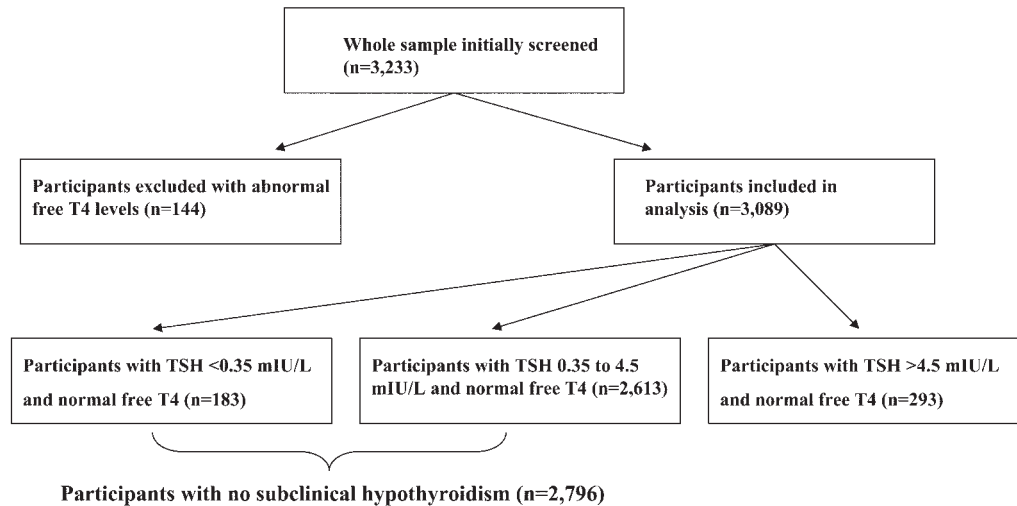 Whole sample initially screened
(n=3,233)
Participants excluded with abnormal
free T4 levels (n=144)
Participants included in
analysis (n=3,089)
Participants with TSH <0.35 mIU/L
and normal free T4 (n=183)
Participants with TSH 0.35 to 4.5
mIU/L and normal free T4 (n=2,613)
Participants with TSH >4.5 mIU/L
and normal free T4 (n=293)
Participants with no subclinical hypothyroidism (n=2,796)